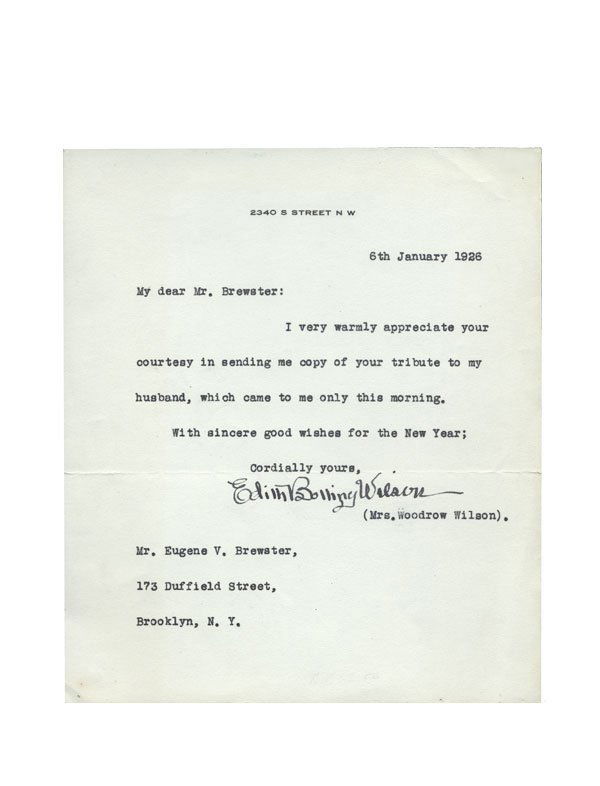 2340 S STREET N W
6th January 1926
My dear Mr. Brewster:
I very warmly appreciate your
courtesy in sending me copy of your tribute to my
husband, which came to me only this morning.
With sincere good wishes for the New Year;
Cordially yours,
Edith Bolling Wilson
(Mrs.Woodrow Wilson).
Mr. Eugene V. Brewster,
173 Duffield Street,
Brooklyn, N. Y.